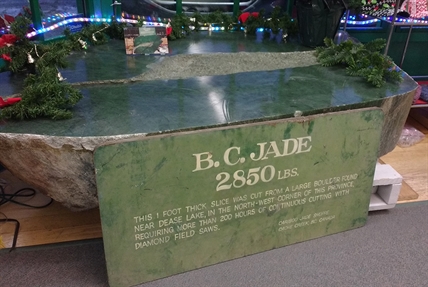 B.C. JADE
2850 LBS.
THIS 1 FOOT THICK, SLICE WAS CUT FROM A LARGE BOULDER FOUND
NEAR DEASE LAKE, IN THE NORTH-WEST CORNER OF THIS PROVINCE,
REQUIRING MORE THAN 200 HOURS OF CONTINUOUS CUTTING WITH
DIAMOND FIELD SAWS.
JADE